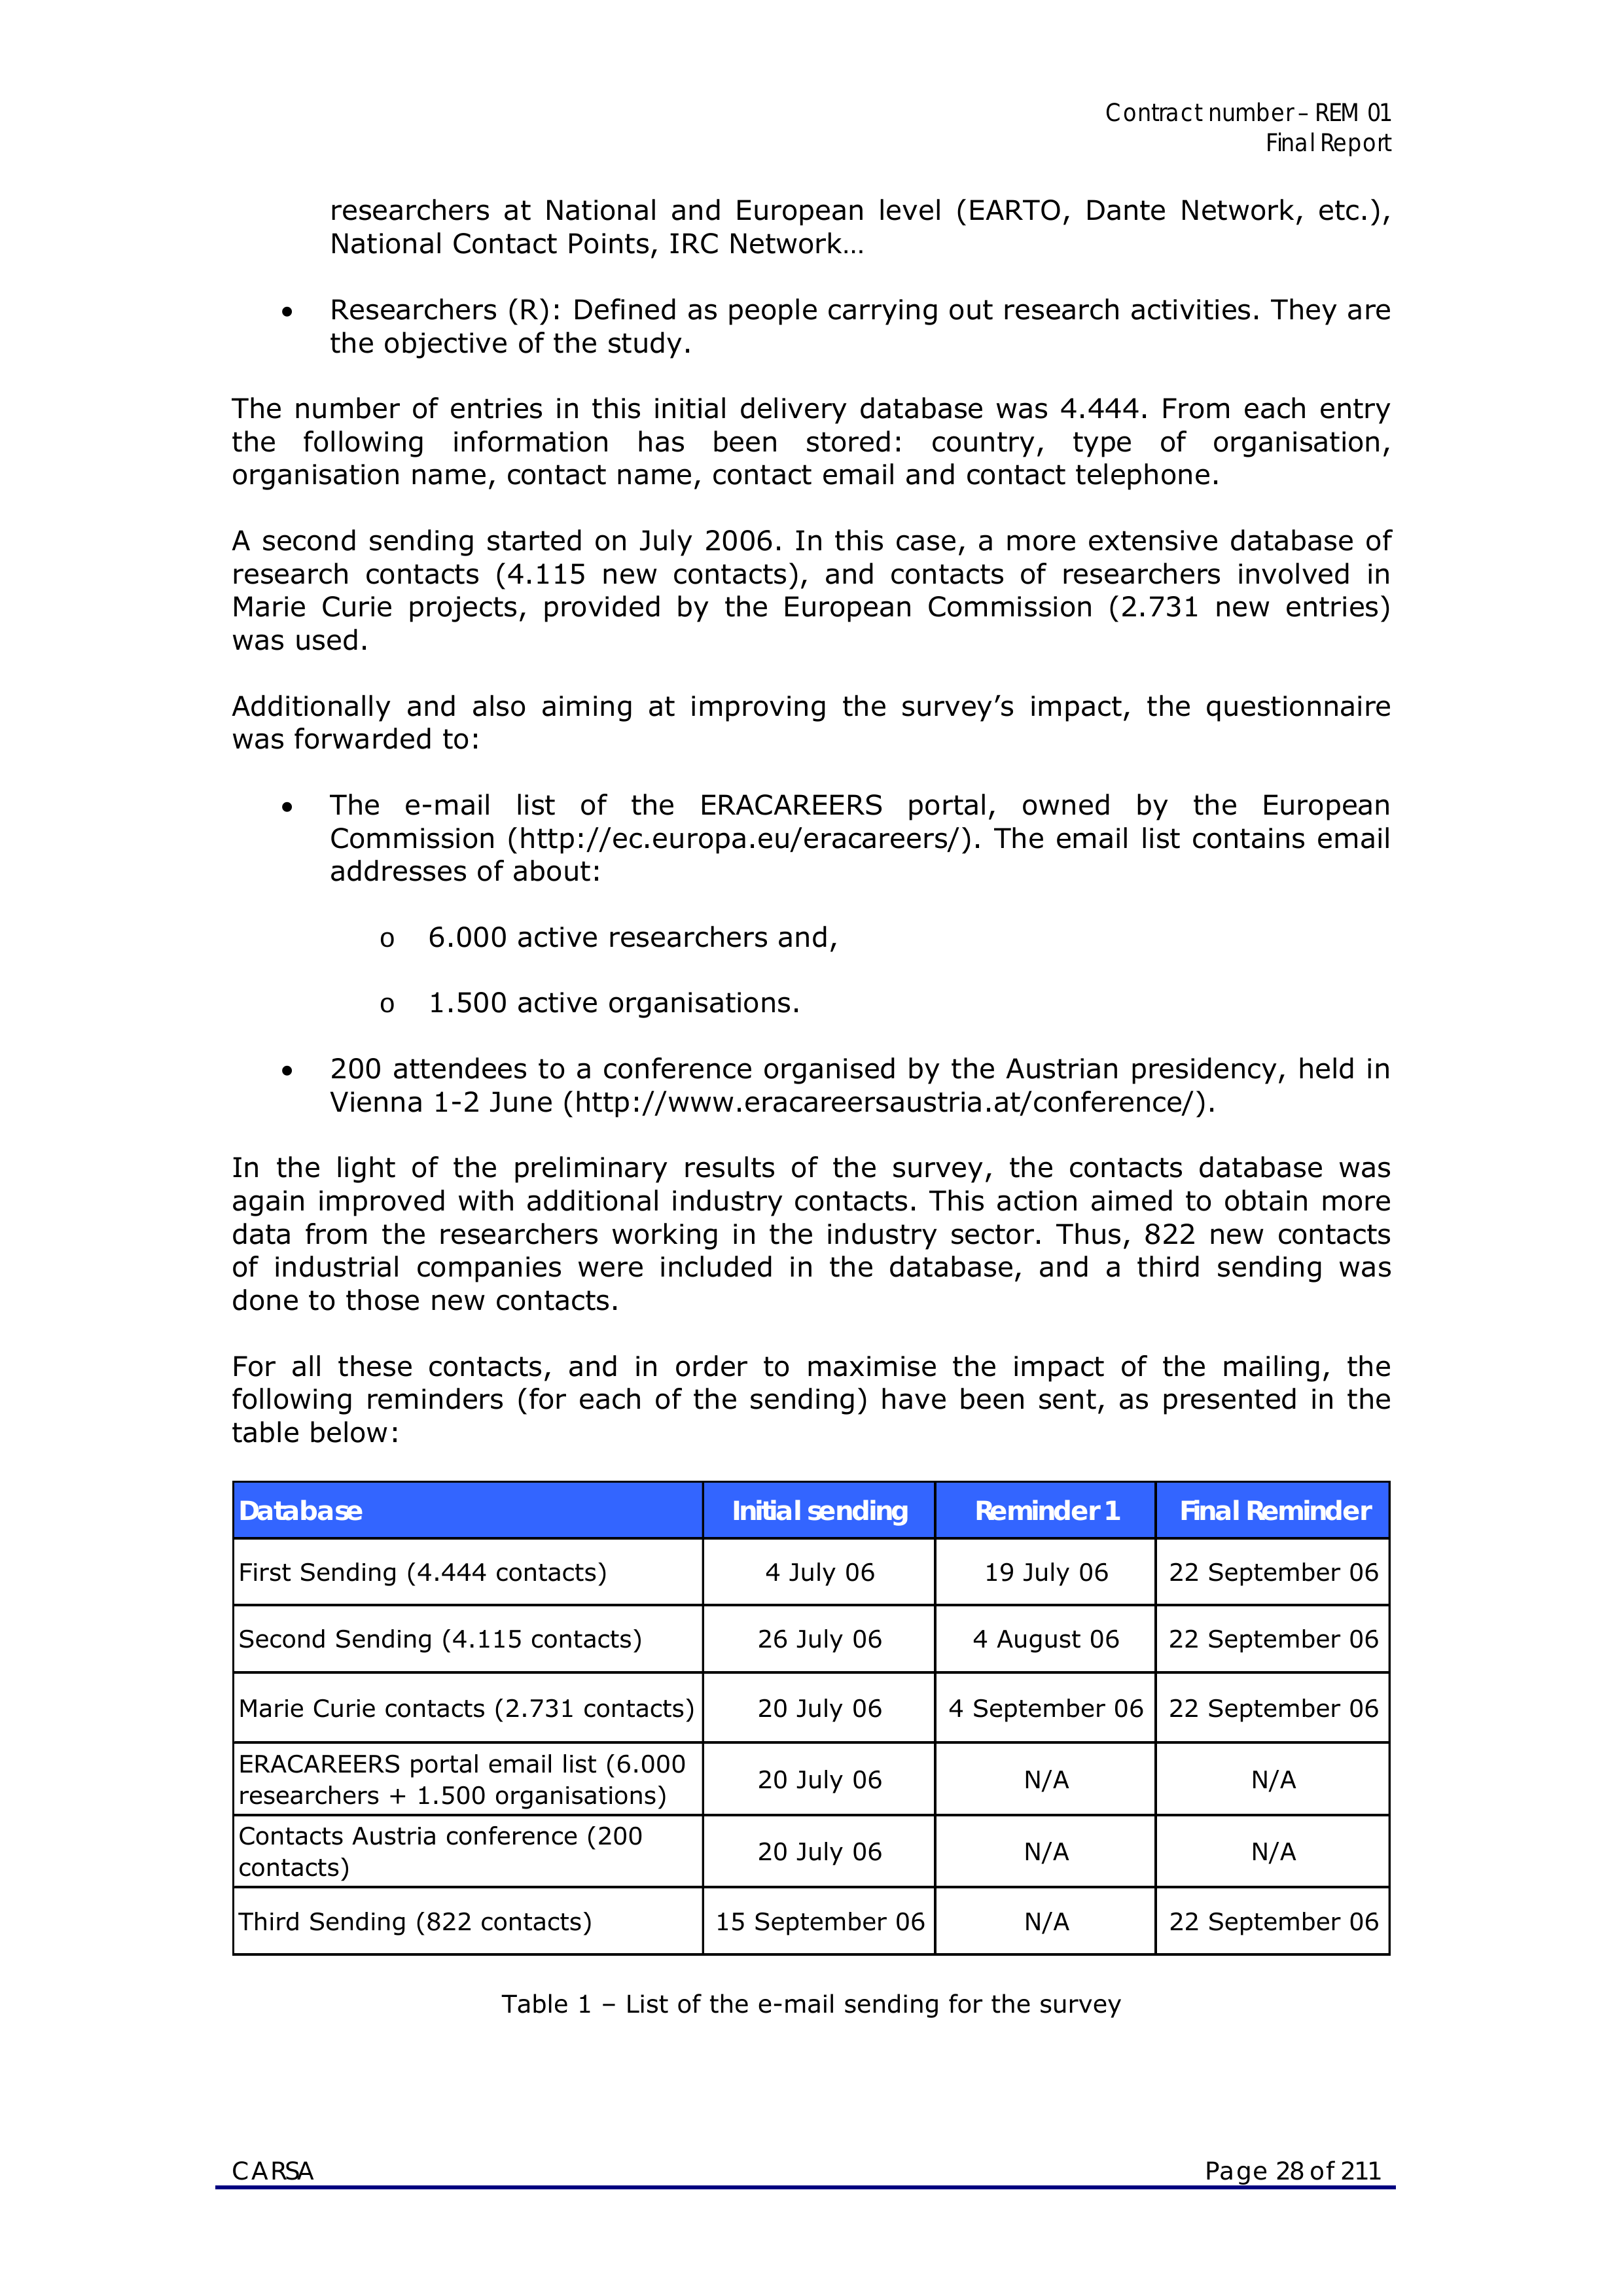 Contract number – REM 01
Final Report
researchers at National and European level (EARTO, Dante Network, etc.),
National Contact Points, IRC Network…
• Researchers (R): Defined as people carrying out research activities. They are
the objective of the study.
The number of entries in this initial delivery database was 4.444. From each entry
the following information has been stored: country, type of organisation,
organisation name, contact name, contact email and contact telephone.
A second sending started on July 2006. In this case, a more extensive database of
research contacts (4.115 new contacts), and contacts of researchers involved in
Marie Curie projects, provided by the European Commission (2.731 new entries)
was used.
Additionally and also aiming at improving the survey’s impact, the questionnaire
was forwarded to:
• The e-mail list of the ERACAREERS portal, owned by the European
Commission (http://ec.europa.eu/eracareers/). The email list contains email
addresses of about:
o 6.000 active researchers and,
o 1.500 active organisations.
• 200 attendees to a conference organised by the Austrian presidency, held in
Vienna 1-2 June (http://www.eracareersaustria.at/conference/).
In the light of the preliminary results of the survey, the contacts database was
again improved with additional industry contacts. This action aimed to obtain more
data from the researchers working in the industry sector. Thus, 822 new contacts
of industrial companies were included in the database, and a third sending was
done to those new contacts.
For all these contacts, and in order to maximise the impact of the mailing, the
following reminders (for each of the sending) have been sent, as presented in the
table below:
Database Initial sending Reminder 1 Final Reminder
First Sending (4.444 contacts) 4 July 06 19 July 06 22 September 06
Second Sending (4.115 contacts) 26 July 06 4 August 06 22 September 06
Marie Curie contacts (2.731 contacts) 20 July 06 4 September 06 22 September 06
ERACAREERS portal email list (6.000
researchers + 1.500 organisations) 20 July 06 N/A N/A
Contacts Austria conference (200
contacts) 20 July 06 N/A N/A
Third Sending (822 contacts) 15 September 06 N/A 22 September 06
Table 1 – List of the e-mail sending for the survey
CARSA Page 28 of 211